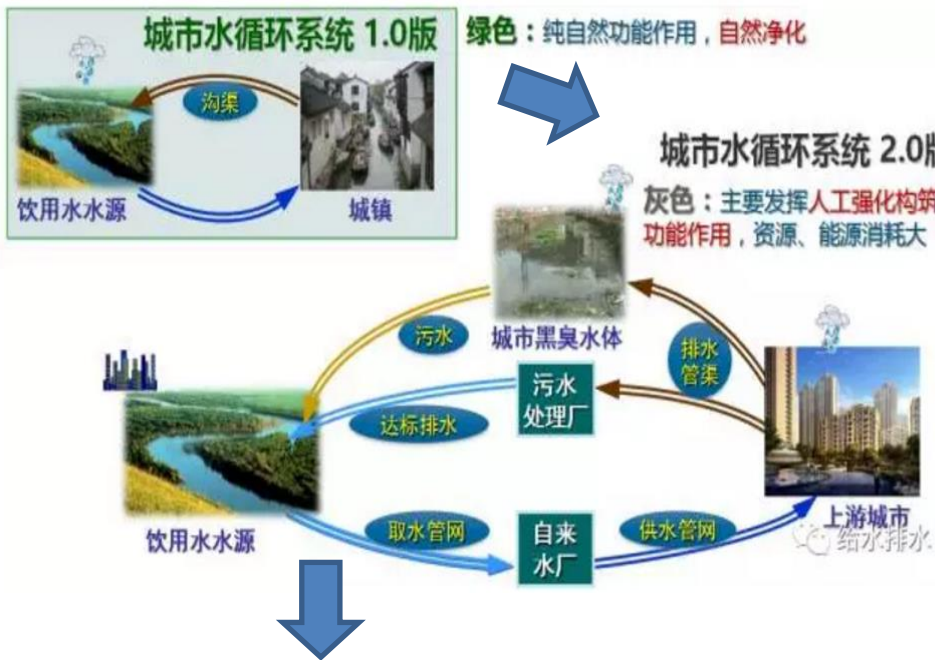 城市水循环系统 1.0版
绿色：纯自然功能作用，自然净化
沟渠
饮用水水源
城镇
城市水循环系统 2.0版
灰色：主要发挥人工强化构筑
功能作用，资源、能源消耗大
污水
城市黑臭水体
排水
管渠
污水
处理厂
达标排水
饮用水水源
取水管网
自来
水厂
供水管网
上游城市
给水排水